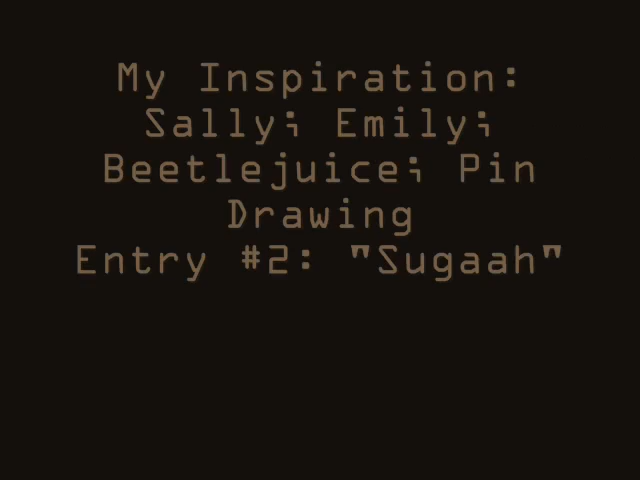 My Inspiration:
Sally; Emily;
Beetlejuice; Pin
Drawing
Entry #2: "Sugaah"